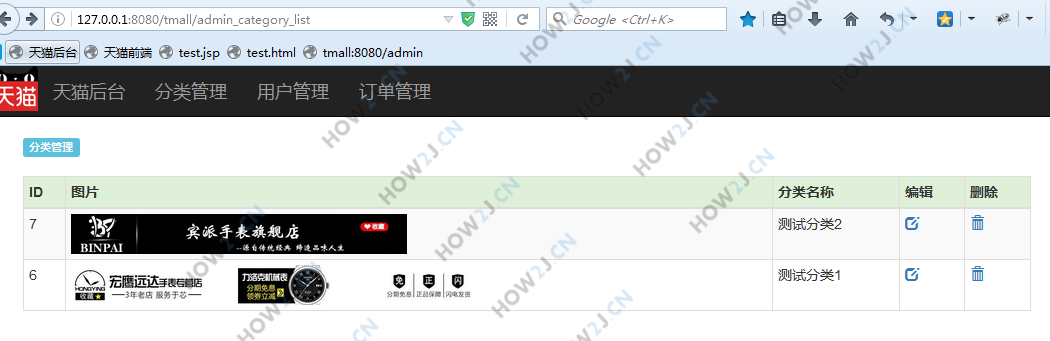 127.0.0.1:8080/tmall/admin_category_list
Google <Ctrl+K>
天猫后台 天猫前端 test.jsp test.html tmall:8080/admin
天猫 天猫后台 分类管理 用户管理 订单管理
分类管理
ID 图片 分类名称 编辑 删除
7 BINPAI 宾派手表旗舰店 收藏 测试分类2
--源自传统经典 缔造品味人生
6 HONGYING 宏鹰远达手表专营店 力洛克机械表 免 正 闪 测试分类1
收藏★ 3年老店 服务于芯 分期免息 领券立减 分期免息 正品保障 闪电发货
HOW2J.CN
HOW2J.CN
HOW2J.CN
HOW2J.CN
HOW2J.CN
HOW2J.CN
HOW2J.CN
HOW2J.CN
HOW2J.CN
HOW2J.CN
HOW2J.CN